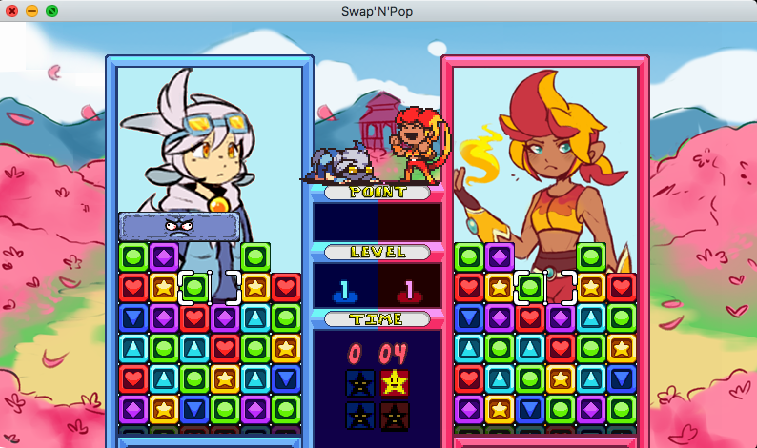 Swap'N'Pop
POINT
LEVEL
1 1
TIME
0 04